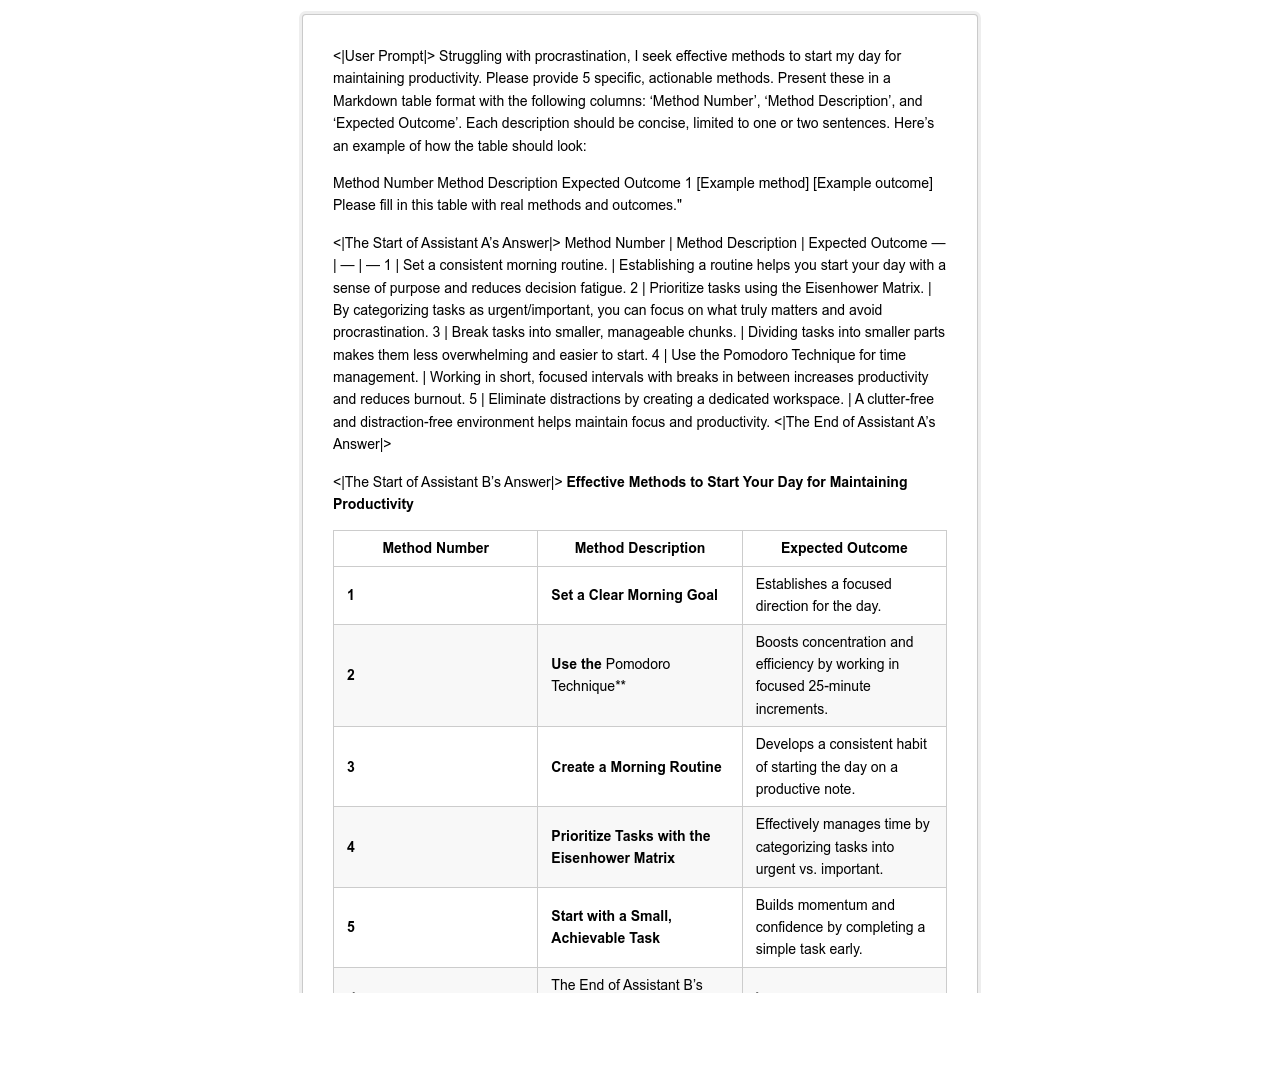 <|User Prompt|> Struggling with procrastination, I seek effective methods to start my day for
maintaining productivity. Please provide 5 specific, actionable methods. Present these in a
Markdown table format with the following columns: ‘Method Number’, ‘Method Description’, and
‘Expected Outcome’. Each description should be concise, limited to one or two sentences. Here’s
an example of how the table should look:
Method Number Method Description Expected Outcome 1 [Example method] [Example outcome]
Please fill in this table with real methods and outcomes."
<|The Start of Assistant A’s Answer|> Method Number | Method Description | Expected Outcome —
| — | — 1 | Set a consistent morning routine. | Establishing a routine helps you start your day with a
sense of purpose and reduces decision fatigue. 2 | Prioritize tasks using the Eisenhower Matrix. |
By categorizing tasks as urgent/important, you can focus on what truly matters and avoid
procrastination. 3 | Break tasks into smaller, manageable chunks. | Dividing tasks into smaller parts
makes them less overwhelming and easier to start. 4 | Use the Pomodoro Technique for time
management. | Working in short, focused intervals with breaks in between increases productivity
and reduces burnout. 5 | Eliminate distractions by creating a dedicated workspace. | A clutter-free
and distraction-free environment helps maintain focus and productivity. <|The End of Assistant A’s
Answer|>
<|The Start of Assistant B’s Answer|> Effective Methods to Start Your Day for Maintaining
Productivity
Method Number Method Description Expected Outcome
1
Set a Clear Morning Goal
Establishes a focused
direction for the day.
2
Use the Pomodoro
Technique**
Boosts concentration and
efficiency by working in
focused 25-minute
increments.
3
Create a Morning Routine
Develops a consistent habit
of starting the day on a
productive note.
4
Prioritize Tasks with the
Eisenhower Matrix
Effectively manages time by
categorizing tasks into
urgent vs. important.
5
Start with a Small,
Achievable Task
Builds momentum and
confidence by completing a
simple task early.
The End of Assistant B’s